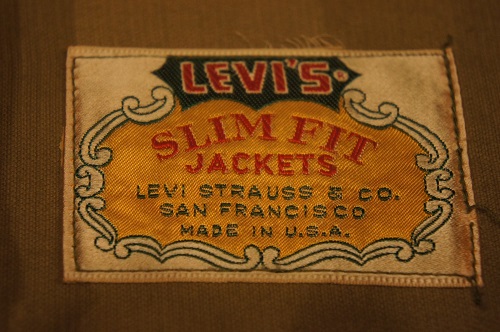 LEVI'S®
SLIM FIT
JACKETS
LEVI STRAUSS & CO.
SAN FRANCISCO
MADE IN U.S.A.